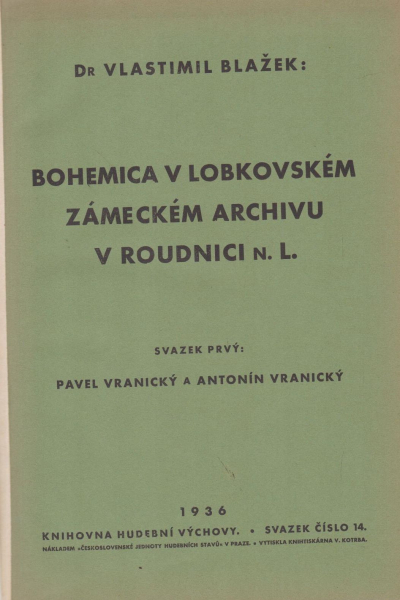 DR VLASTIMIL BLAŽEK:
BOHEMICA V LOBKOVSKÉM
ZÁMECKÉM ARCHIVU
V ROUDNICI N. L.
SVAZEK PRVÝ:
PAVEL VRANICKÝ A ANTONÍN VRANICKÝ
1936
KNIHOVNA HUDEBNÍ VÝCHOVY. • SVAZEK ČÍSLO 14.
NÁKLADEM »ČESKOSLOVENSKÉ JEDNOTY HUDEBNÍCH STAVŮ« V PRAZE. • VYTISKLA KNIHTISKÁRNA V. KOTRBA.